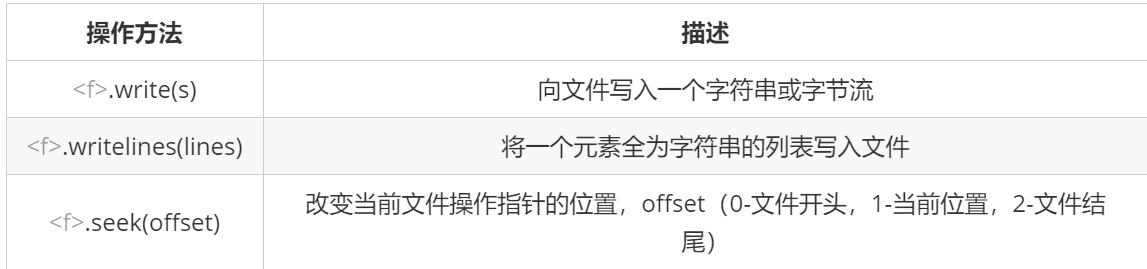 操作方法 描述
<f>.write(s) 向文件写入一个字符串或字节流
<f>.writelines(lines) 将一个元素全为字符串的列表写入文件
<f>.seek(offset) 改变当前文件操作指针的位置，offset（0-文件开头，1-当前位置，2-文件结
尾）